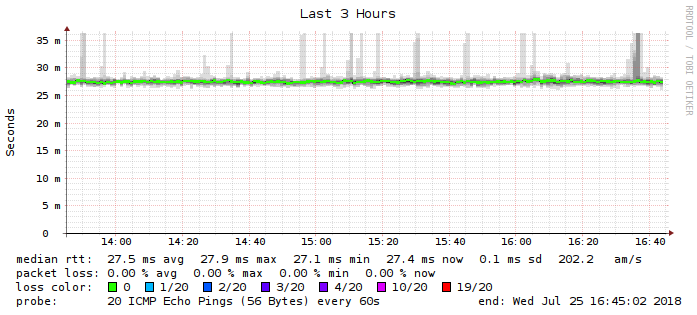 Last 3 Hours
RRDTOOL / TOBI OETIKER
Seconds
35 m
30 m
25 m
20 m
15 m
10 m
5 m
0
14:00 14:20 14:40 15:00 15:20 15:40 16:00 16:20 16:40
median rtt: 27.5 ms avg 27.9 ms max 27.1 ms min 27.4 ms now 0.1 ms sd 202.2 am/s
packet loss: 0.00 % avg 0.00 % max 0.00 % min 0.00 % now
loss color: 0 1/20 2/20 3/20 4/20 10/20 19/20
probe: 20 ICMP Echo Pings (56 Bytes) every 60s end: Wed Jul 25 16:45:02 2018